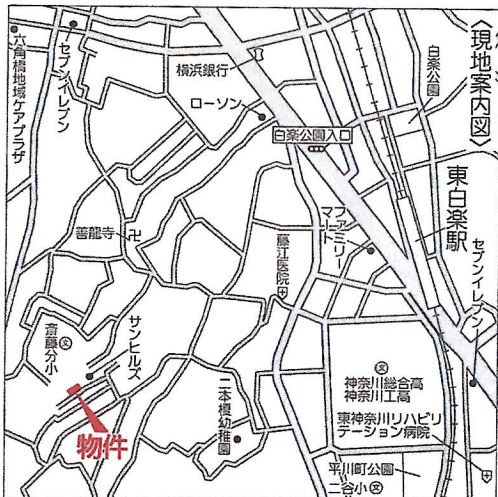 〈現地案内図〉
白楽公園
東白楽駅
セブンイレブン
横浜銀行
ローソン
白楽公園入口
ファミリー
マート
藤江医院
セブンイレブン
六角橋地域ケアプラザ
善龍寺
卍
斎藤分小
文
サンヒルズ
物件
二本榎幼稚園
文
神奈川総合高
神奈川工高
東神奈川リハビリ
テーション病院
平川町公園
二谷小
文